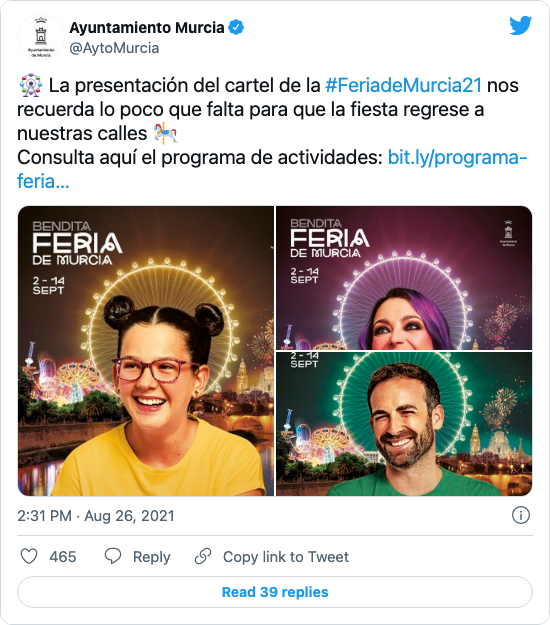 Ayuntamiento Murcia
@AytoMurcia
Ayuntamiento
de Murcia
🎡 La presentación del cartel de la #FeriadeMurcia21 nos
recuerda lo poco que falta para que la fiesta regrese a
nuestras calles 🎠
Consulta aquí el programa de actividades: bit.ly/programa-
feria...
BENDITA
FERIA
DE MURCIA
2-14
SEPT
BENDITA
FERIA
DE MURCIA
2-14
SEPT
2-14
SEPT
2:31 PM · Aug 26, 2021
465
Reply
Copy link to Tweet
Read 39 replies